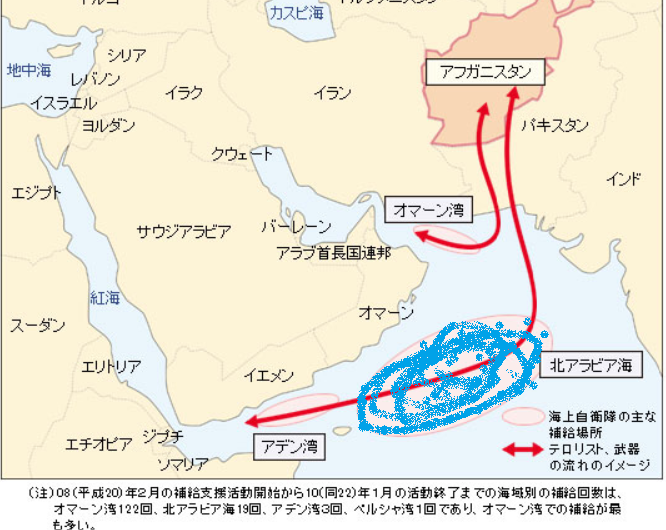 トルコ
カスピ海
トルクメニスタン
シリア
地中海
レバノン
アフガニスタン
イラク
イラン
イスラエル
ヨルダン
パキスタン
クウェート
インド
エジプト
オマーン湾
バーレーン
サウジアラビア
アラブ首長国連邦
紅海
オマーン
スーダン
エリトリア
北アラビア海
イエメン
海上自衛隊の主な
補給場所
ジブチ
エチオピア
アデン湾
テロリスト、武器
の流れのイメージ
ソマリア
(注)08(平成20)年2月の補給支援活動開始から10(同22)年1月の活動終了までの海域別の補給回数は、
オマーン湾122回、北アラビア海19回、アデン湾3回、ペルシャ湾1回であり、オマーン湾での補給が最
も多い。